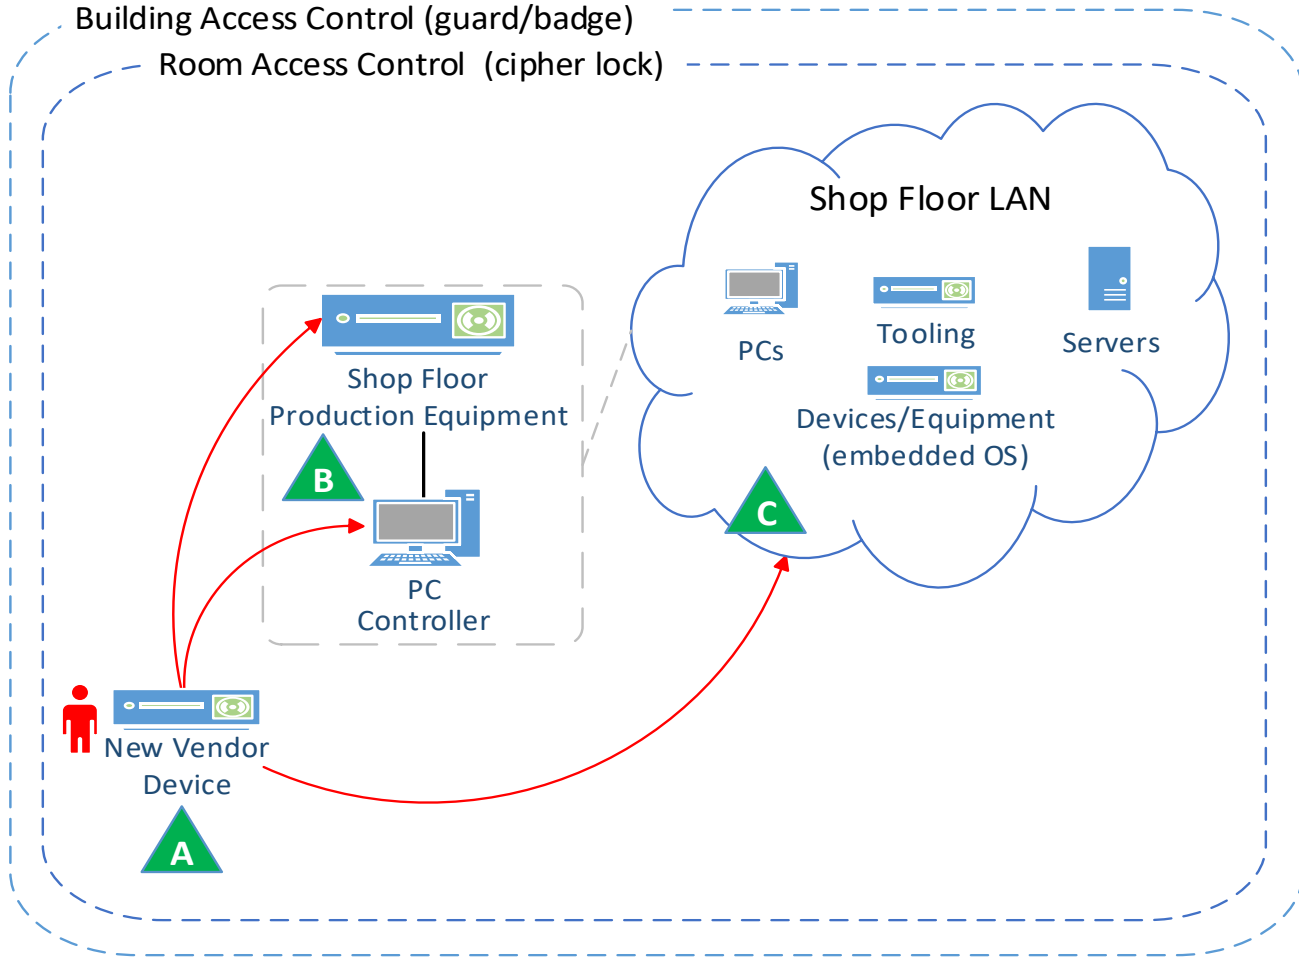 Building Access Control (guard/badge)
Room Access Control (cipher lock)
Shop Floor LAN
PCs
Tooling
Servers
Devices/Equipment
(embedded OS)
C
Shop Floor
Production Equipment
B
PC
Controller
New Vendor
Device
A